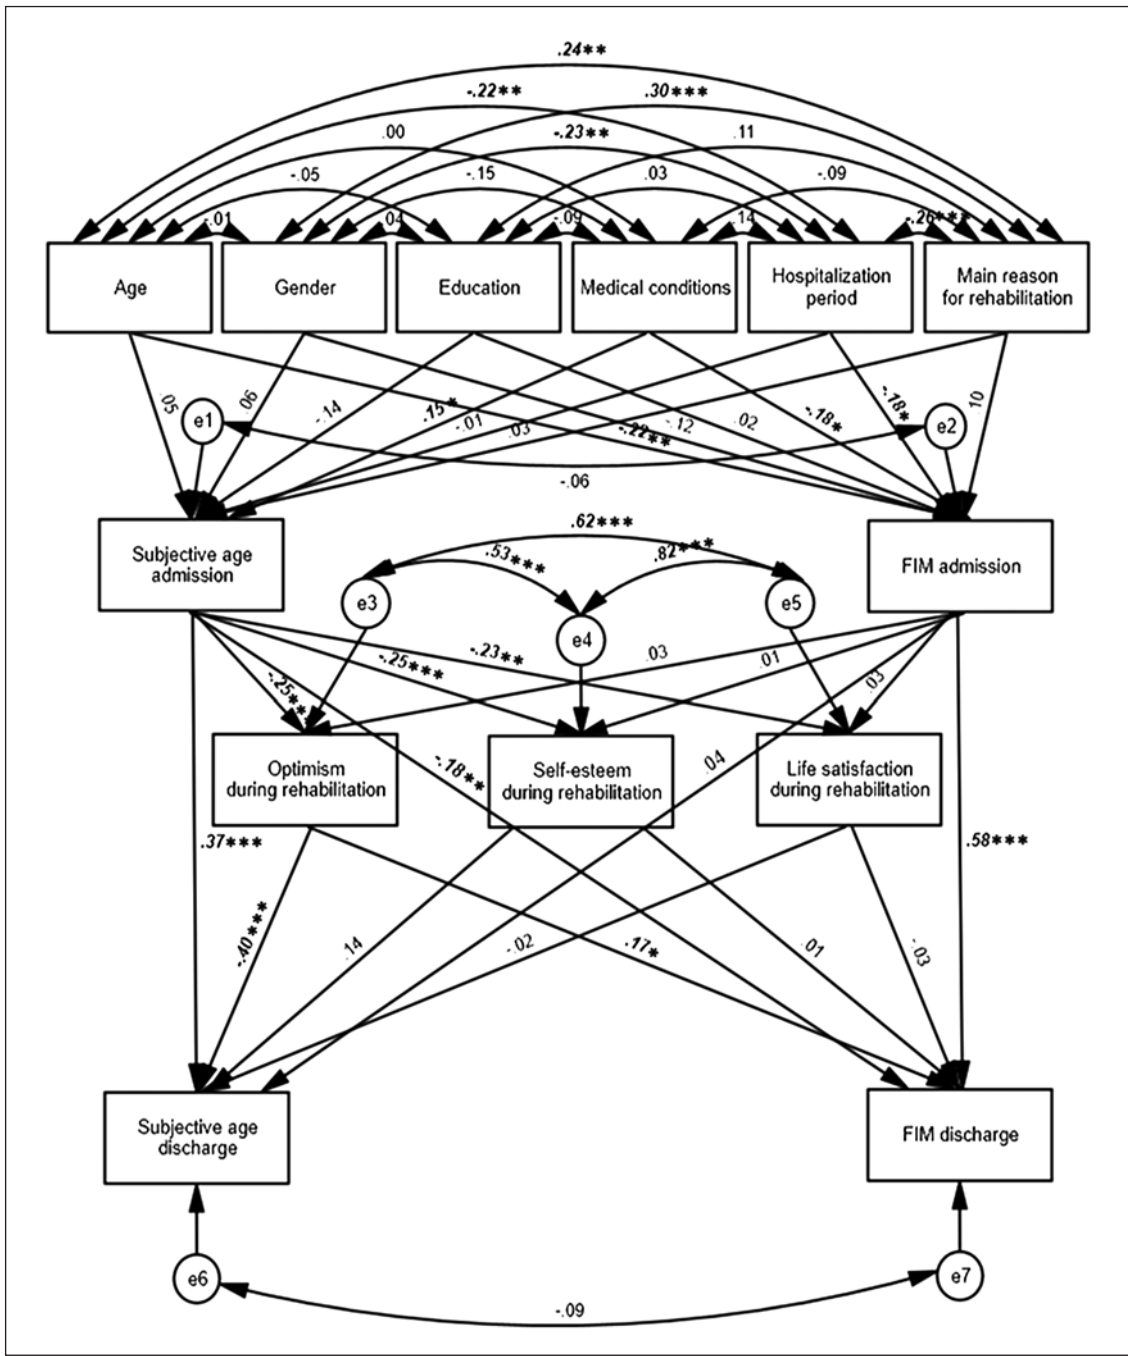 .24**
-.22**
.30***
.00
-.23**
.11
-.05
-.15
.03
-.09
-.01
.04
-.09
.14
-.26***
Age
Gender
Education
Medical conditions
Hospitalization
period
Main reason
for rehabilitation
.05
.06
-.14
.15*
-.01
.03
-.22**
-.12
.02
-.18*
-.18*
.10
e1
e2
-.06
Subjective age
admission
FIM admission
.62***
.53***
.82***
e3
e4
e5
-.25***
-.25***
-.23**
.03
.01
.03
Optimism
during rehabilitation
Self-esteem
during rehabilitation
Life satisfaction
during rehabilitation
-.18**
.04
.37***
.58***
-.40***
.14
-.02
.17*
.01
-.03
Subjective age
discharge
FIM discharge
e6
e7
-.09